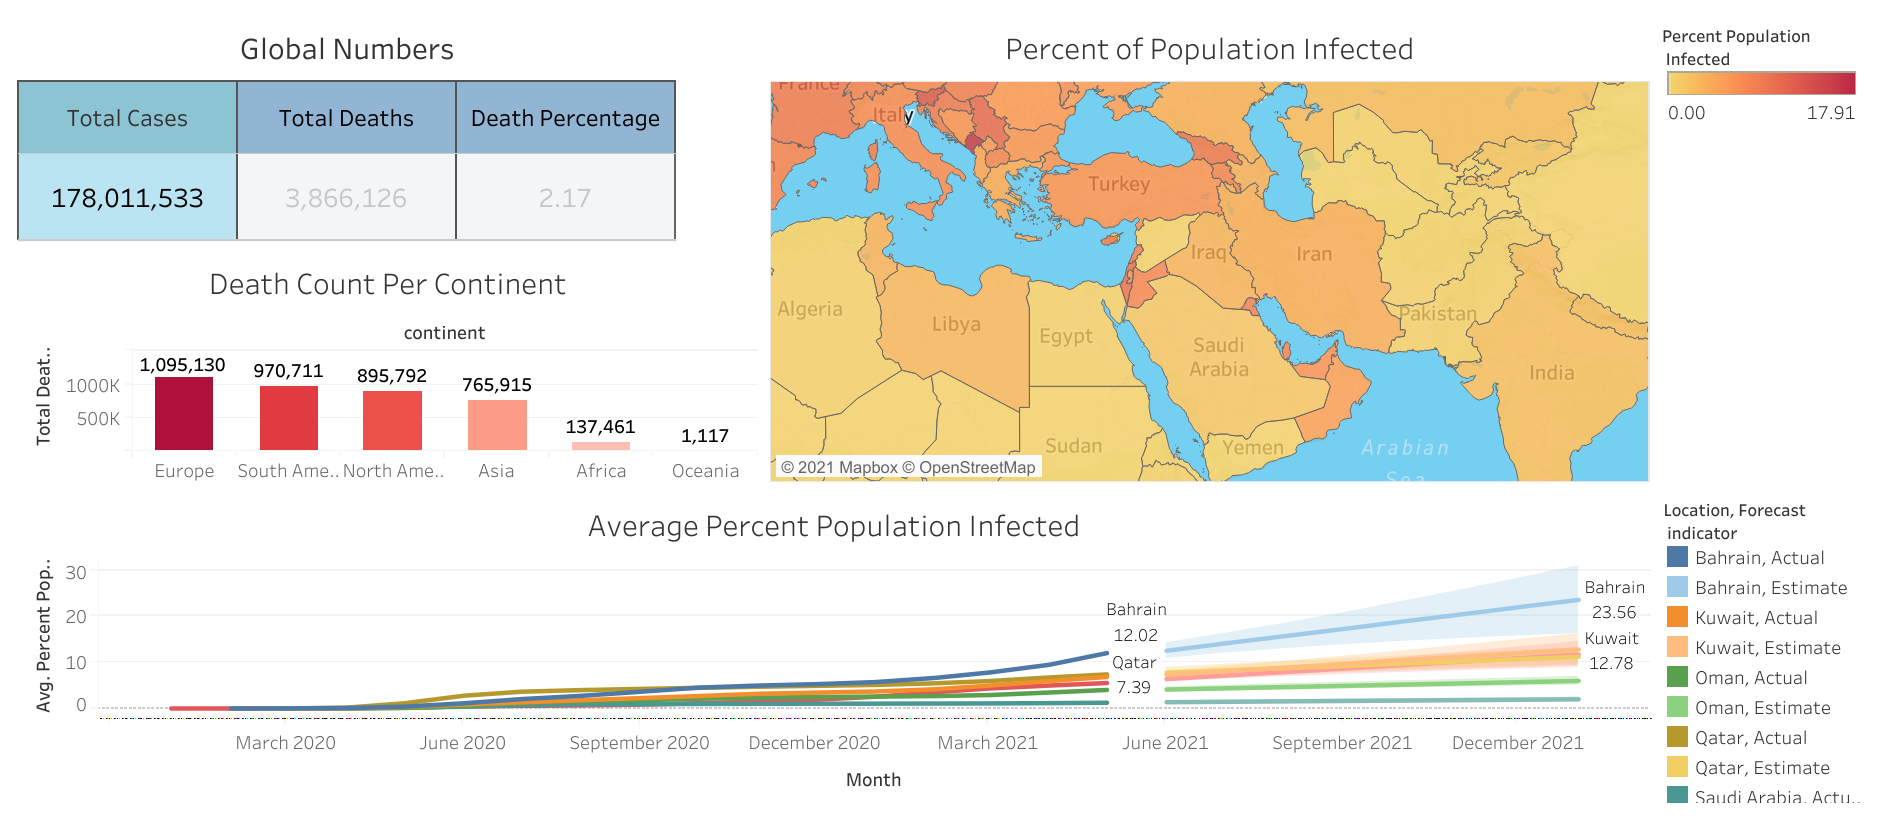 Global Numbers
Total Cases
Total Deaths
Death Percentage
178,011,533
3,866,126
2.17
Death Count Per Continent
continent
Total Deat..
1000K
500K
1,095,130
970,711
895,792
765,915
137,461
1,117
Europe
South Ame..
North Ame..
Asia
Africa
Oceania
Percent of Population Infected
France
Italy
Turkey
Iraq
Iran
Algeria
Libya
Egypt
Saudi
Arabia
Pakistan
India
Sudan
Yemen
Arabian
Sea
© 2021 Mapbox © OpenStreetMap
Percent Population
Infected
0.00
17.91
Average Percent Population Infected
Avg. Percent Pop..
30
20
10
0
Bahrain
12.02
Qatar
7.39
Bahrain
23.56
Kuwait
12.78
March 2020
June 2020
September 2020
December 2020
March 2021
June 2021
September 2021
December 2021
Month
Location, Forecast
indicator
Bahrain, Actual
Bahrain, Estimate
Kuwait, Actual
Kuwait, Estimate
Oman, Actual
Oman, Estimate
Qatar, Actual
Qatar, Estimate
Saudi Arabia, Actu..